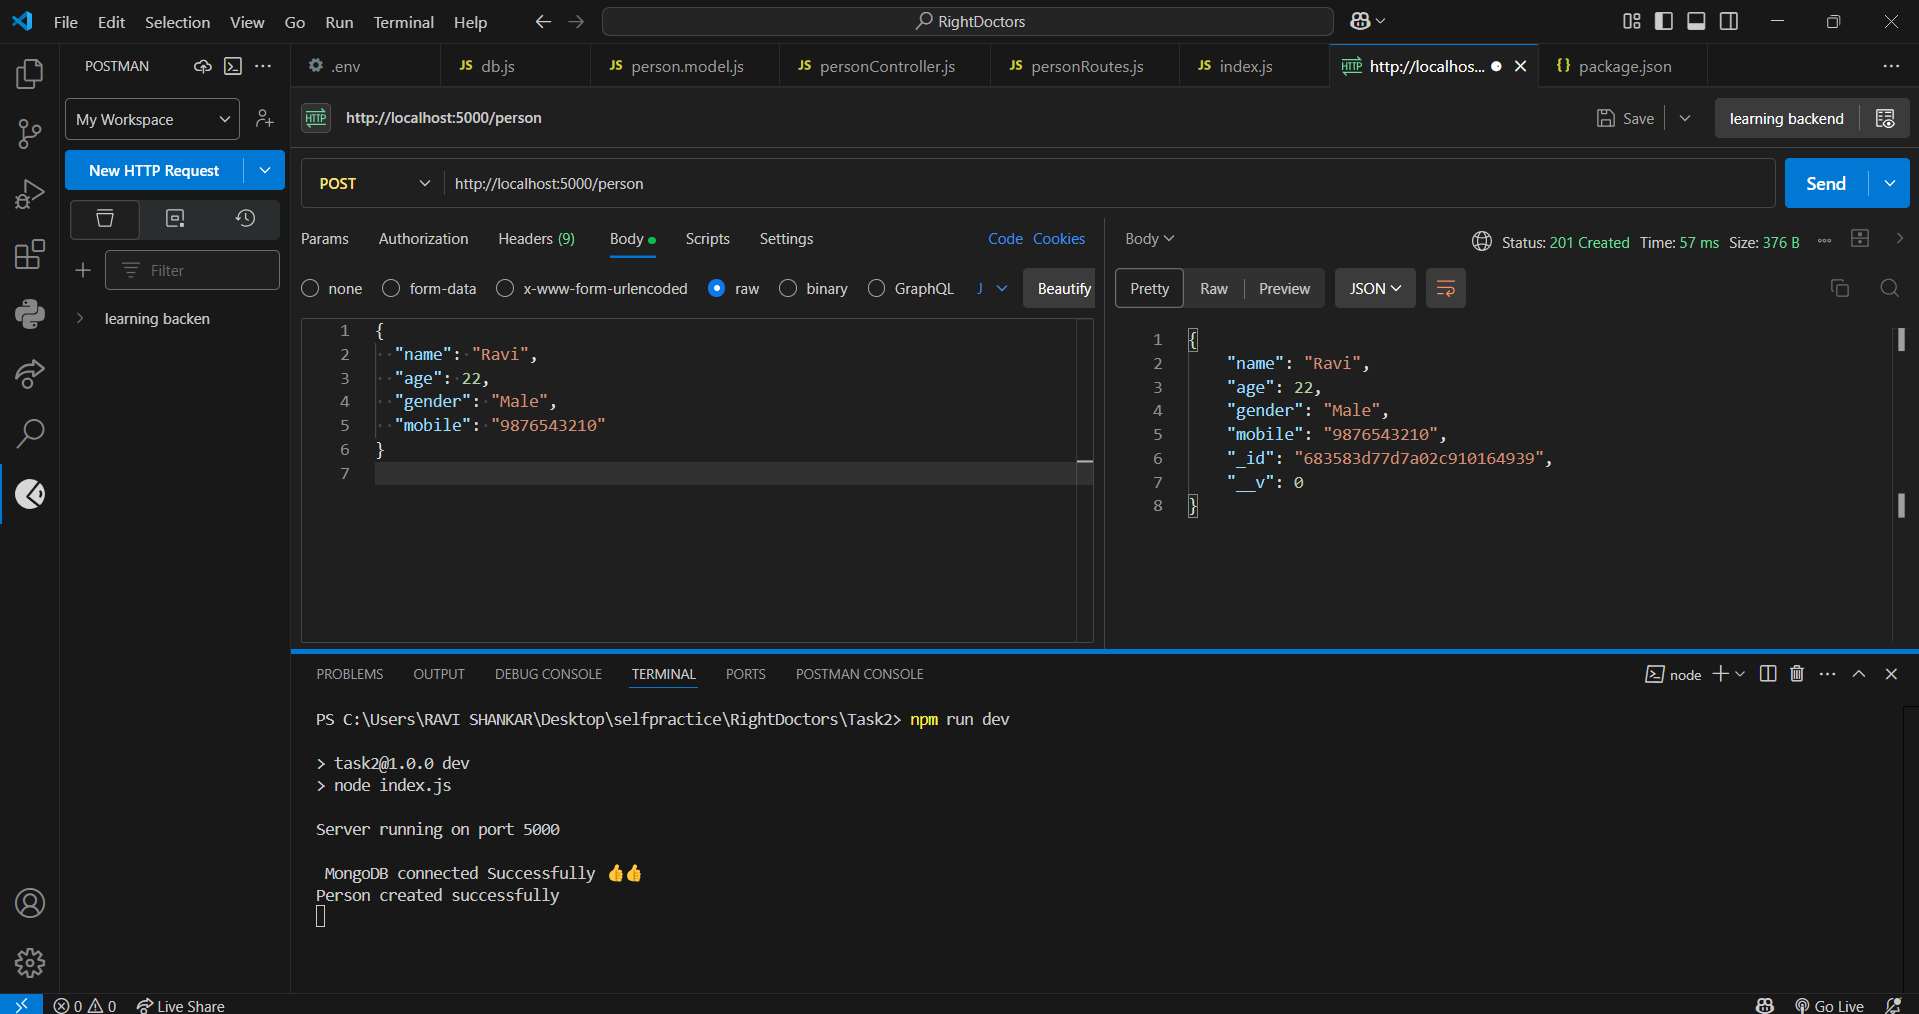 File Edit Selection View Go Run Terminal Help
RightDoctors
POSTMAN
.env
JS db.js
JS person.model.js
JS personController.js
JS personRoutes.js
JS index.js
HTTP http://localhos...
{} package.json
My Workspace
HTTP http://localhost:5000/person
Save
learning backend
New HTTP Request
POST
http://localhost:5000/person
Send
Filter
learning backen
Params Authorization Headers (9) Body Scripts Settings Code Cookies
none form-data x-www-form-urlencoded raw binary GraphQL J Beautify
1 {
2 "name": "Ravi",
3 "age": 22,
4 "gender": "Male",
5 "mobile": "9876543210"
6 }
7
Body
Status: 201 Created Time: 57 ms Size: 376 B
Pretty Raw Preview JSON
1 {
2 "name": "Ravi",
3 "age": 22,
4 "gender": "Male",
5 "mobile": "9876543210",
6 "_id": "683583d77d7a02c910164939",
7 "__v": 0
8 }
PROBLEMS OUTPUT DEBUG CONSOLE TERMINAL PORTS POSTMAN CONSOLE
node
PS C:\Users\RAVI SHANKAR\Desktop\selfpractice\RightDoctors\Task2> npm run dev
> task2@1.0.0 dev
> node index.js
Server running on port 5000
MongoDB connected Successfully 👍👍
Person created successfully
0 0 Live Share
Go Live